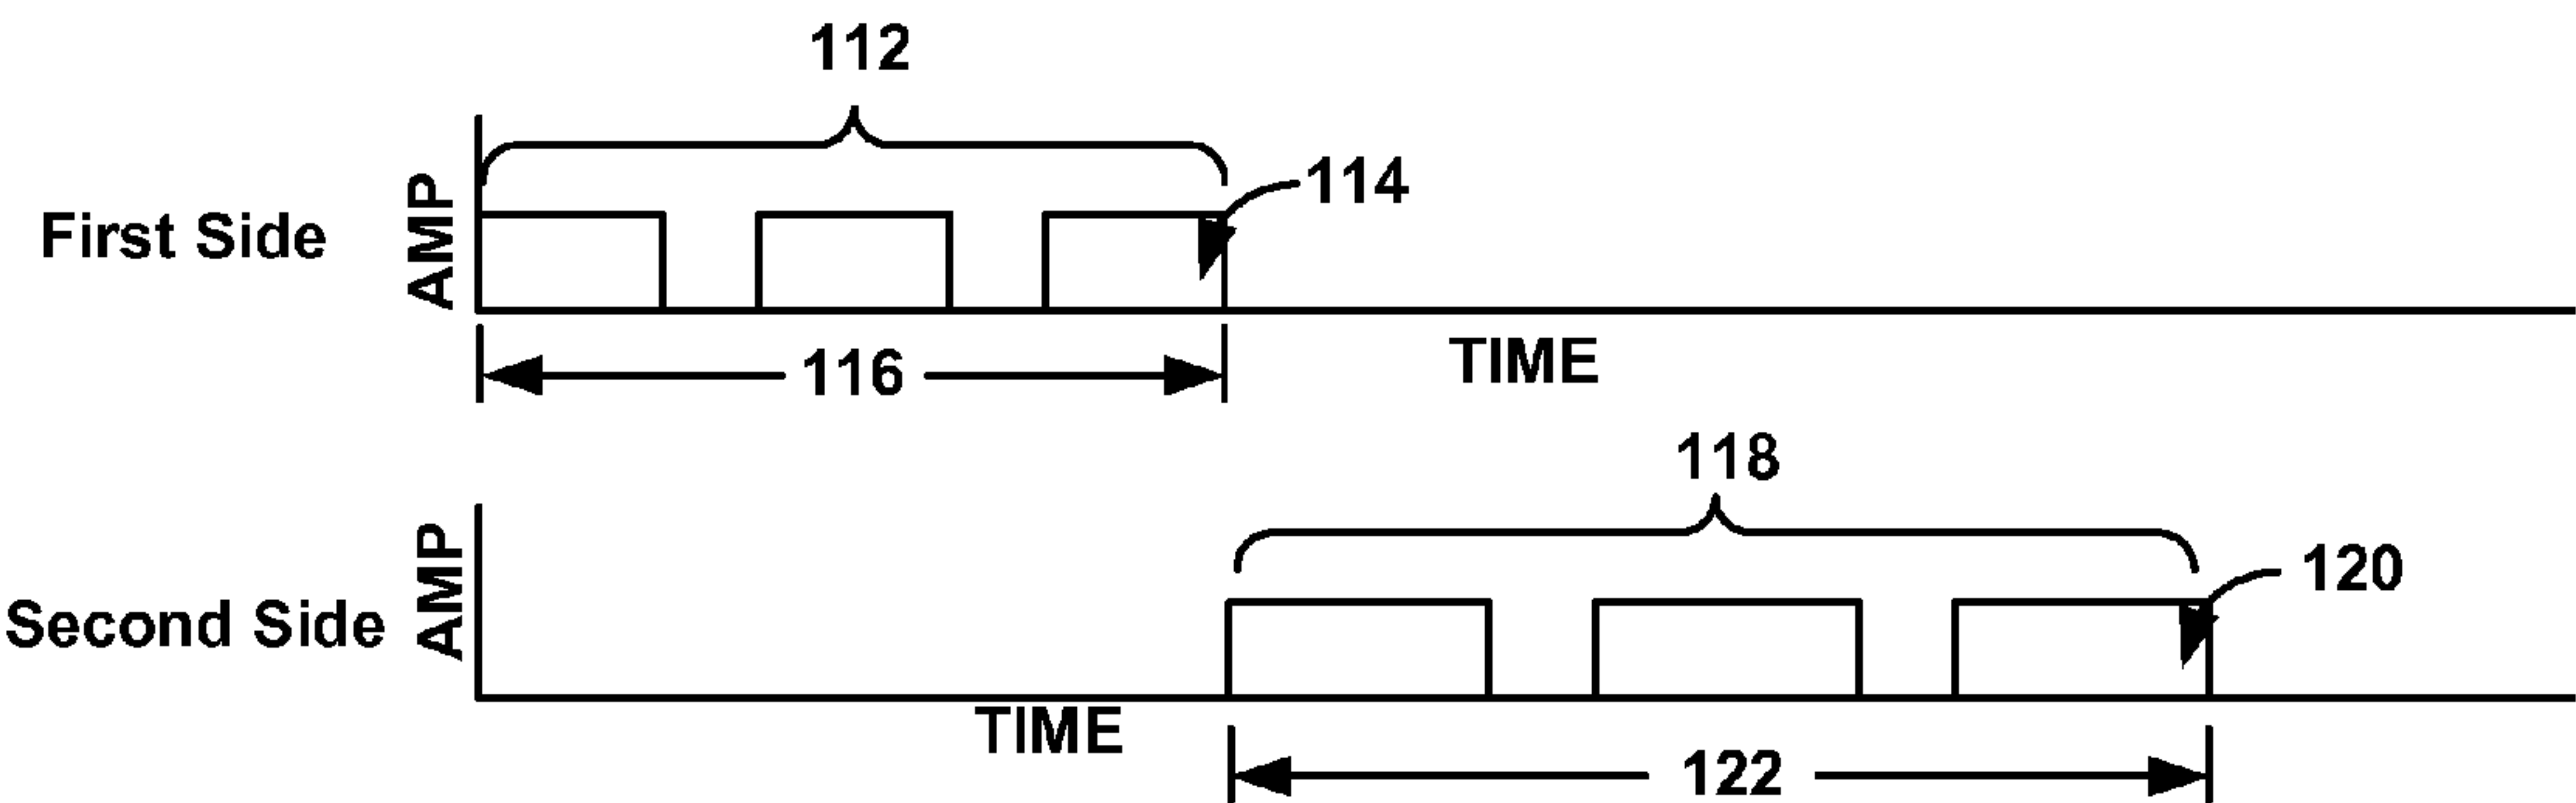 112
114
First Side
AMP
116
TIME
118
120
Second Side
AMP
TIME
122